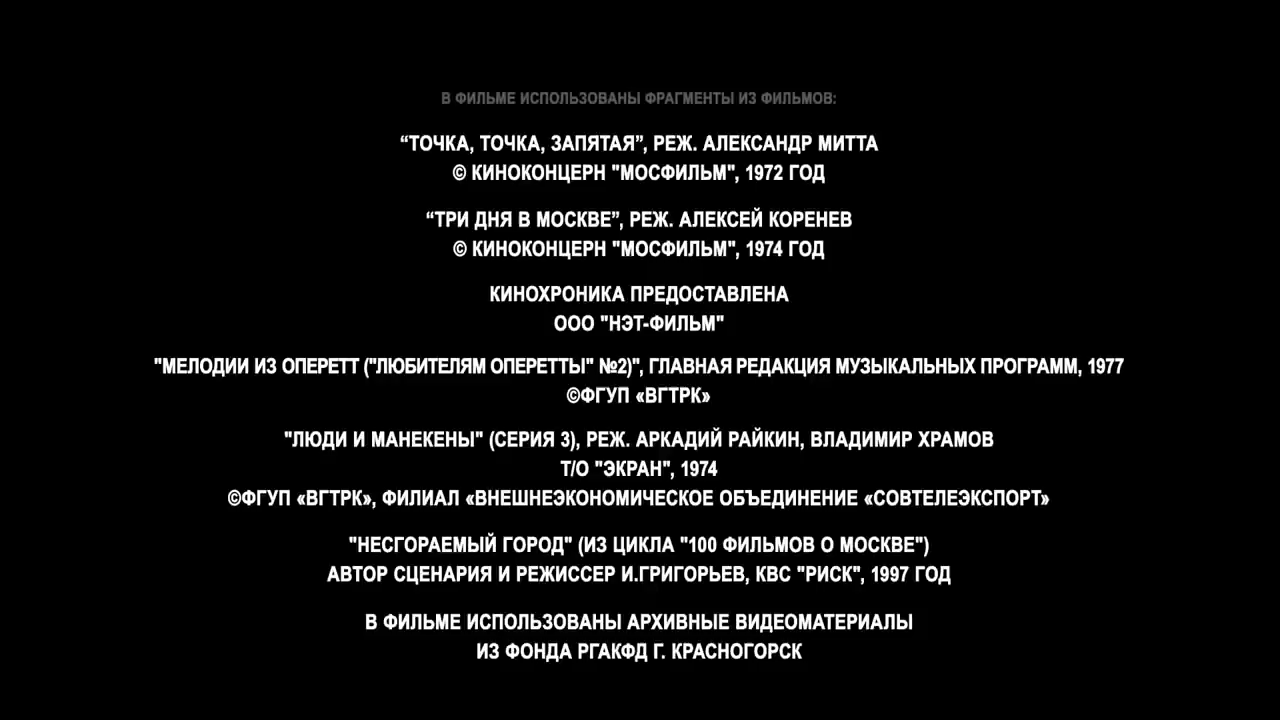 В ФИЛЬМЕ ИСПОЛЬЗОВАНЫ ФРАГМЕНТЫ ИЗ ФИЛЬМОВ:
“ТОЧКА, ТОЧКА, ЗАПЯТАЯ”, РЕЖ. АЛЕКСАНДР МИТТА
© КИНОКОНЦЕРН "МОСФИЛЬМ", 1972 ГОД
“ТРИ ДНЯ В МОСКВЕ”, РЕЖ. АЛЕКСЕЙ КОРЕНЕВ
© КИНОКОНЦЕРН "МОСФИЛЬМ", 1974 ГОД
КИНОХРОНИКА ПРЕДОСТАВЛЕНА
ООО "НЭТ-ФИЛЬМ"
"МЕЛОДИИ ИЗ ОПЕРЕТТ ("ЛЮБИТЕЛЯМ ОПЕРЕТТЫ" №2)", ГЛАВНАЯ РЕДАКЦИЯ МУЗЫКАЛЬНЫХ ПРОГРАММ, 1977
©ФГУП «ВГТРК»
"ЛЮДИ И МАНЕКЕНЫ" (СЕРИЯ 3), РЕЖ. АРКАДИЙ РАЙКИН, ВЛАДИМИР ХРАМОВ
Т/О "ЭКРАН", 1974
©ФГУП «ВГТРК», ФИЛИАЛ «ВНЕШНЕЭКОНОМИЧЕСКОЕ ОБЪЕДИНЕНИЕ «СОВТЕЛЕЭКСПОРТ»
"НЕСГОРАЕМЫЙ ГОРОД" (ИЗ ЦИКЛА "100 ФИЛЬМОВ О МОСКВЕ")
АВТОР СЦЕНАРИЯ И РЕЖИССЕР И.ГРИГОРЬЕВ, КВС "РИСК", 1997 ГОД
В ФИЛЬМЕ ИСПОЛЬЗОВАНЫ АРХИВНЫЕ ВИДЕОМАТЕРИАЛЫ
ИЗ ФОНДА РГАКФД Г. КРАСНОГОРСК